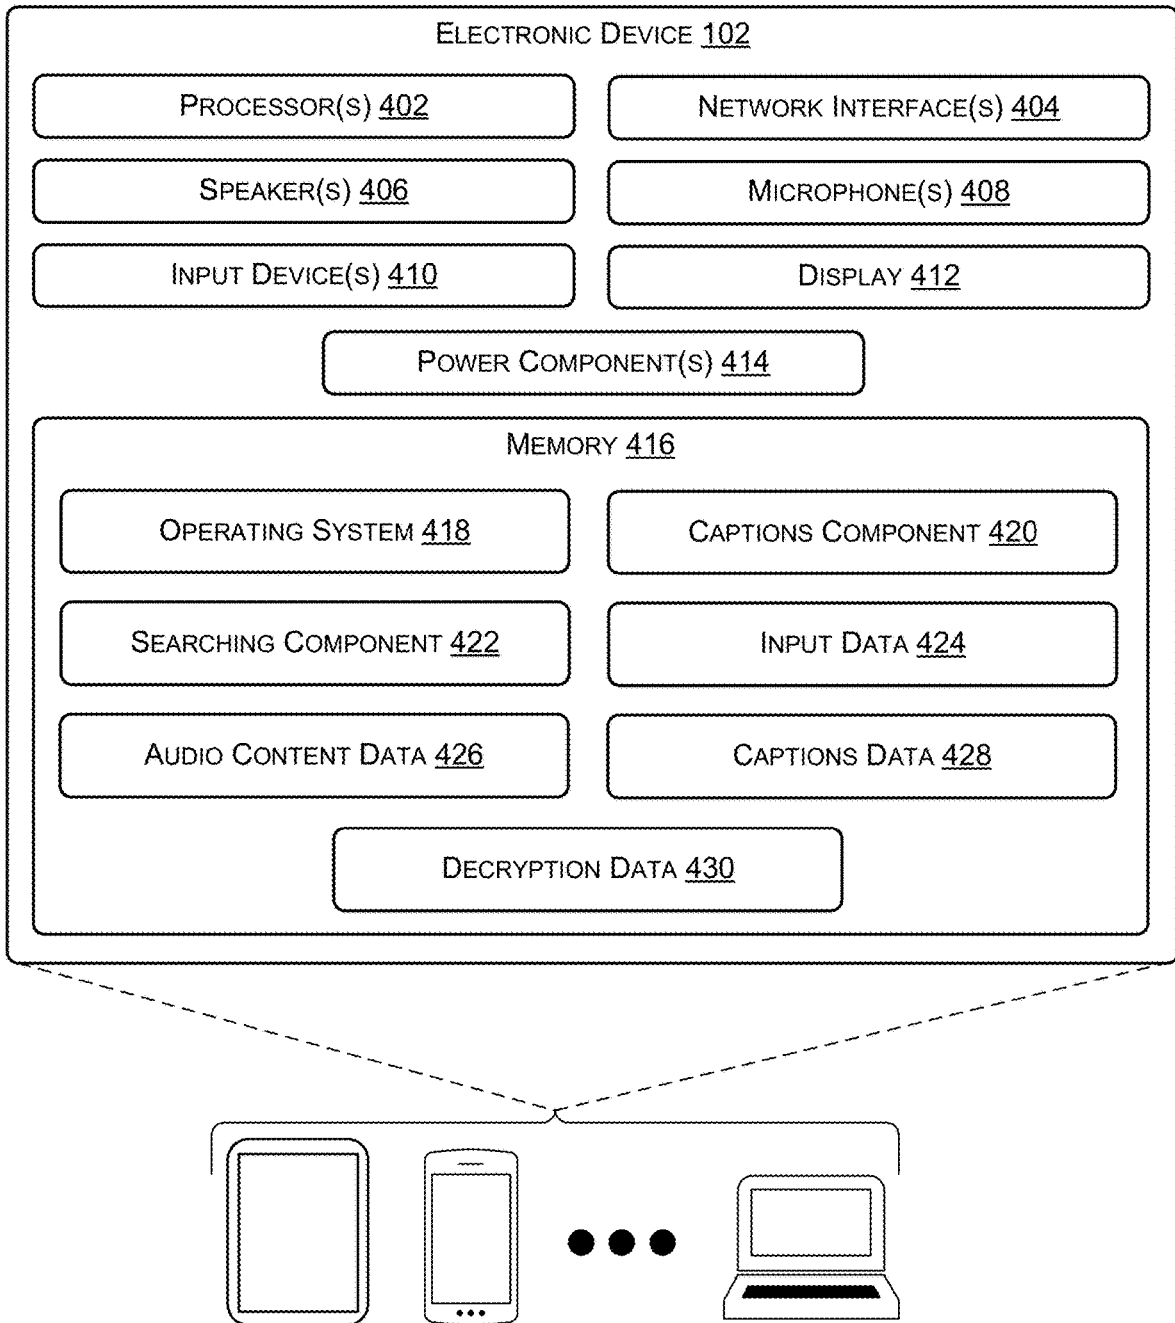 ELECTRONIC DEVICE 102
PROCESSOR(S) 402
NETWORK INTERFACE(S) 404
SPEAKER(S) 406
MICROPHONE(S) 408
INPUT DEVICE(S) 410
DISPLAY 412
POWER COMPONENT(S) 414
MEMORY 416
OPERATING SYSTEM 418
CAPTIONS COMPONENT 420
SEARCHING COMPONENT 422
INPUT DATA 424
AUDIO CONTENT DATA 426
CAPTIONS DATA 428
DECRYPTION DATA 430